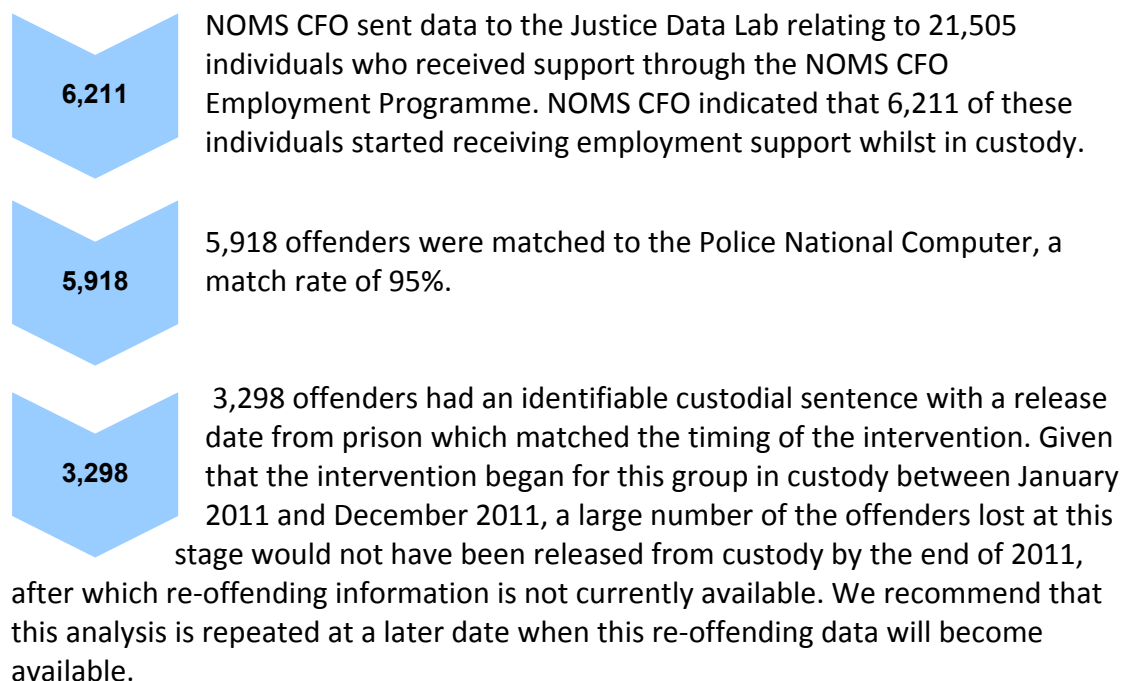 NOMS CFO sent data to the Justice Data Lab relating to 21,505
individuals who received support through the NOMS CFO
6,211
Employment Programme. NOMS CFO indicated that 6,211 of these
individuals started receiving employment support whilst in custody.
5,918 offenders were matched to the Police National Computer, a
5,918
match rate of 95%.
3,298 offenders had an identifiable custodial sentence with a release
date from prison which matched the timing of the intervention. Given
3,298
that the intervention began for this group in custody between January
2011 and December 2011, a large number of the offenders lost at this
stage would not have been released from custody by the end of 2011,
after which re-offending information is not currently available. We recommend that
this analysis is repeated at a later date when this re-offending data will become
available.